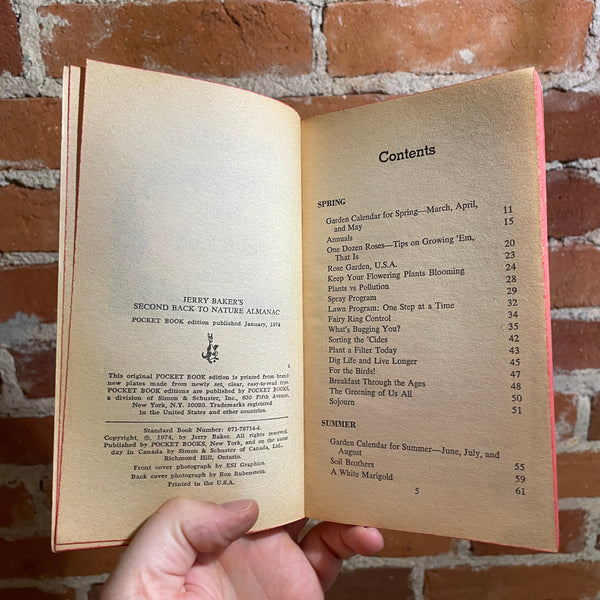 JERRY BAKER'S
SECOND BACK TO NATURE ALMANAC
POCKET BOOK edition published January, 1974
1
This original POCKET BOOK edition is printed from brand-
new plates made from newly set, clear, easy-to-read type.
POCKET BOOK editions are published by POCKET BOOKS,
a division of Simon & Schuster, Inc., 630 Fifth Avenue,
New York, N.Y. 10020. Trademarks registered
in the United States and other countries.
Standard Book Number: 671-78714-4.
Copyright, ©, 1974, by Jerry Baker. All rights reserved.
Published by POCKET BOOKS, New York, and on the same
day in Canada by Simon & Schuster of Canada, Ltd.,
Richmond Hill, Ontario.
Front cover photograph by ESI Graphics.
Back cover photograph by Ron Rubenstein.
Printed in the U.S.A.
Contents
SPRING
Garden Calendar for Spring—March, April,
and May 11
Annuals 15
One Dozen Roses—Tips on Growing 'Em,
That Is 20
Rose Garden, U.S.A. 23
Keep Your Flowering Plants Blooming 24
Plants vs Pollution 28
Spray Program 29
Lawn Program: One Step at a Time 32
Fairy Ring Control 34
What's Bugging You? 35
Sorting the 'Cides 42
Plant a Filter Today 43
Dig Life and Live Longer 44
For the Birds! 47
Breakfast Through the Ages 48
The Greening of Us All 50
Sojourn 51
SUMMER
Garden Calendar for Summer—June, July, and
August 55
Soil Brothers 59
A White Marigold 61
5